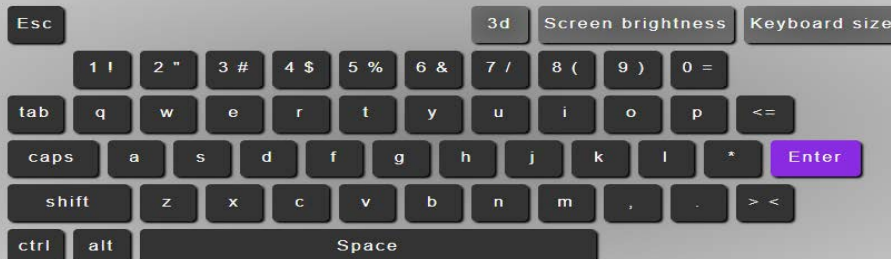 Esc 3d Screen brightness Keyboard size
1 ! 2 " 3 # 4 $ 5 % 6 & 7 / 8 ( 9 ) 0 =
tab q w e r t y u i o p <=
caps a s d f g h j k l * Enter
shift z x c v b n m , . > <
ctrl alt Space